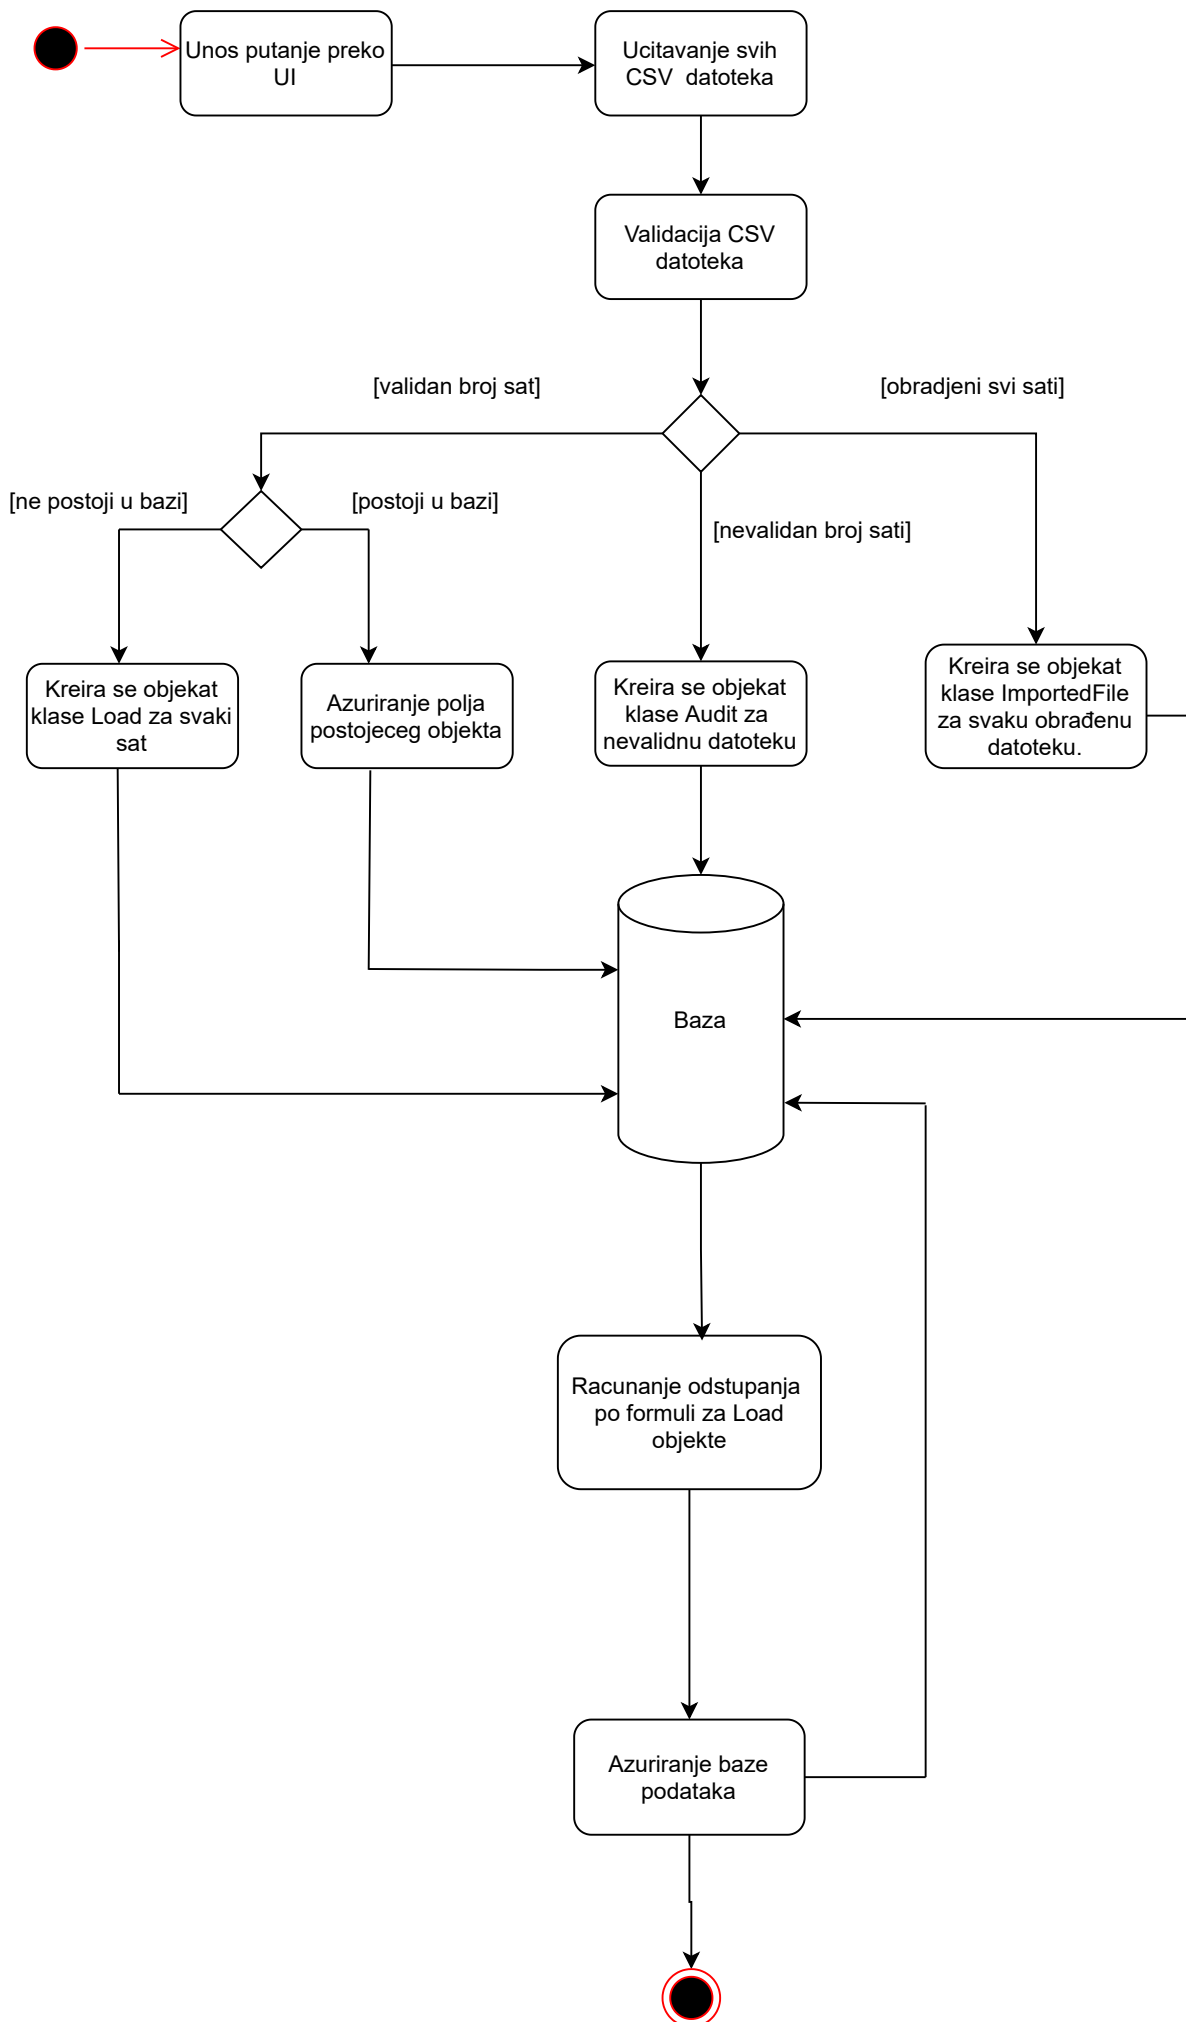 Unos putanje preko
UI
Ucitavanje svih
CSV  datoteka
Validacija CSV
datoteka
[validan broj sat]
[obradjeni svi sati]
[ne postoji u bazi]
[postoji u bazi]
[nevalidan broj sati]
Kreira se objekat
klase Load za svaki
sat
Azuriranje polja
postojeceg objekta
Kreira se objekat
klase Audit za
nevalidnu datoteku
Kreira se objekat
klase ImportedFile
za svaku obrađenu
datoteku.
Baza
Racunanje odstupanja
po formuli za Load
objekte
Azuriranje baze
podataka